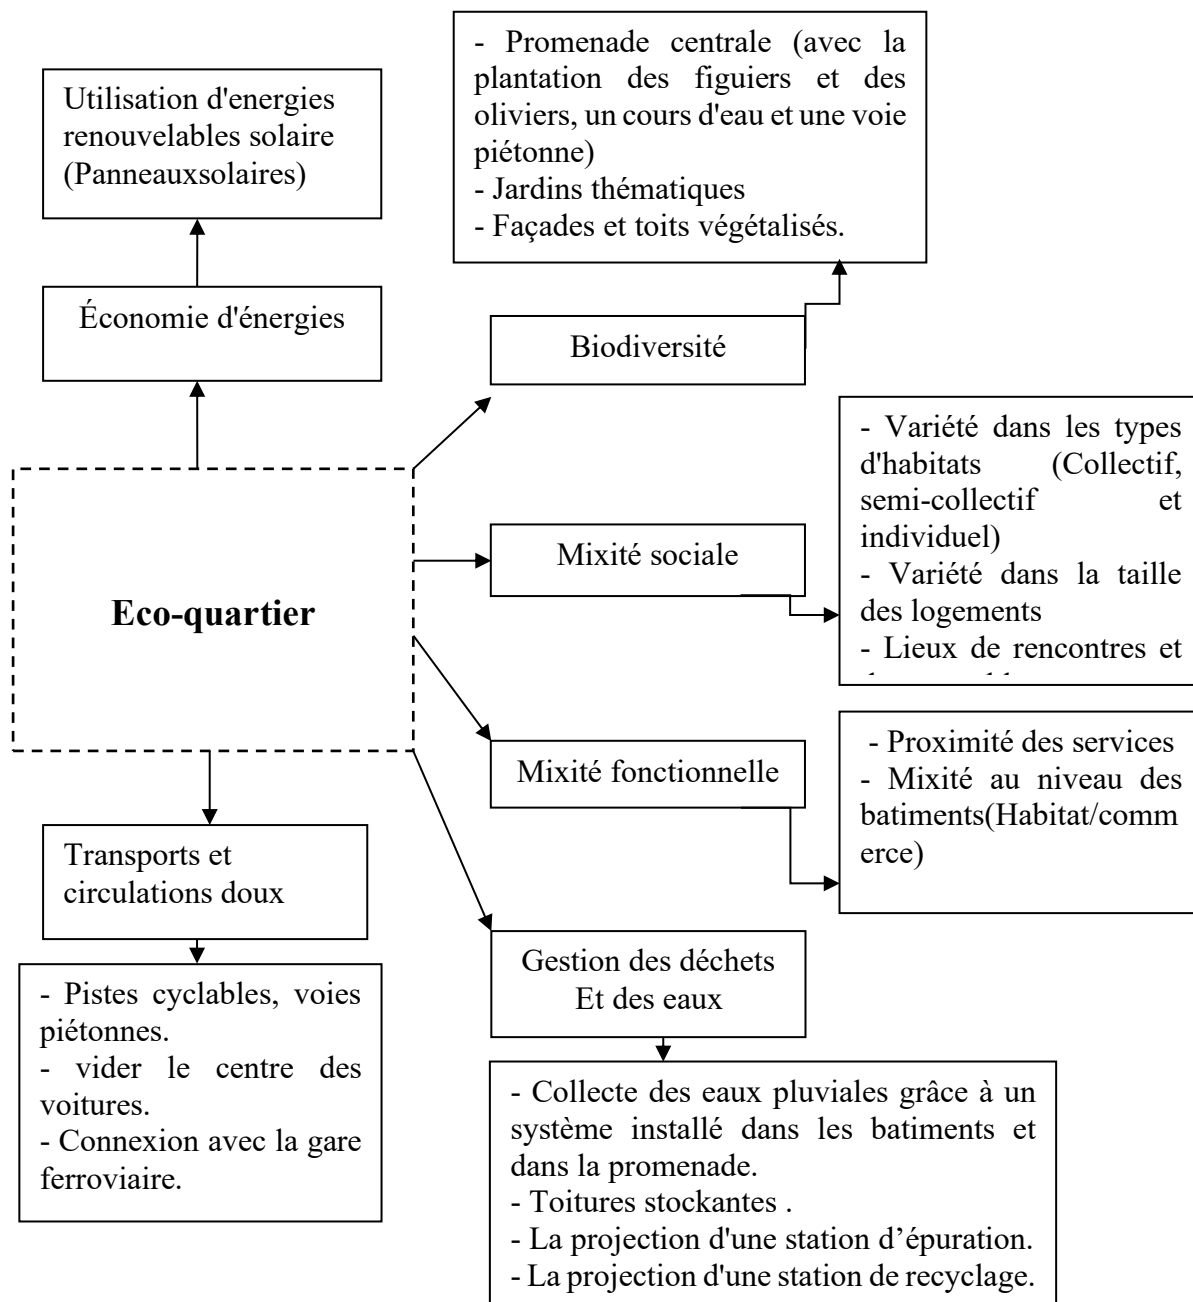 - Promenade centrale (avec la
plantation des figuiers et des
oliviers, un cours d'eau et une voie
piétonne)
- Jardins thématiques
- Façades et toits végétalisés.
Utilisation d'energies
renouvelables solaire
(Panneauxsolaires)
Économie d'énergies
Biodiversité
- Variété dans les types
d'habitats (Collectif,
semi-collectif et
individuel)
- Variété dans la taille
des logements
- Lieux de rencontres et
Mixité sociale
Eco-quartier
Mixité fonctionnelle
- Proximité des services
- Mixité au niveau des
batiments(Habitat/comm
erce)
Transports et
circulations doux
Gestion des déchets
Et des eaux
- Pistes cyclables, voies
piétonnes.
- vider le centre des
voitures.
- Connexion avec la gare
ferroviaire.
- Collecte des eaux pluviales grâce à un
système installé dans les batiments et
dans la promenade.
- Toitures stockantes .
- La projection d'une station d’épuration.
- La projection d'une station de recyclage.